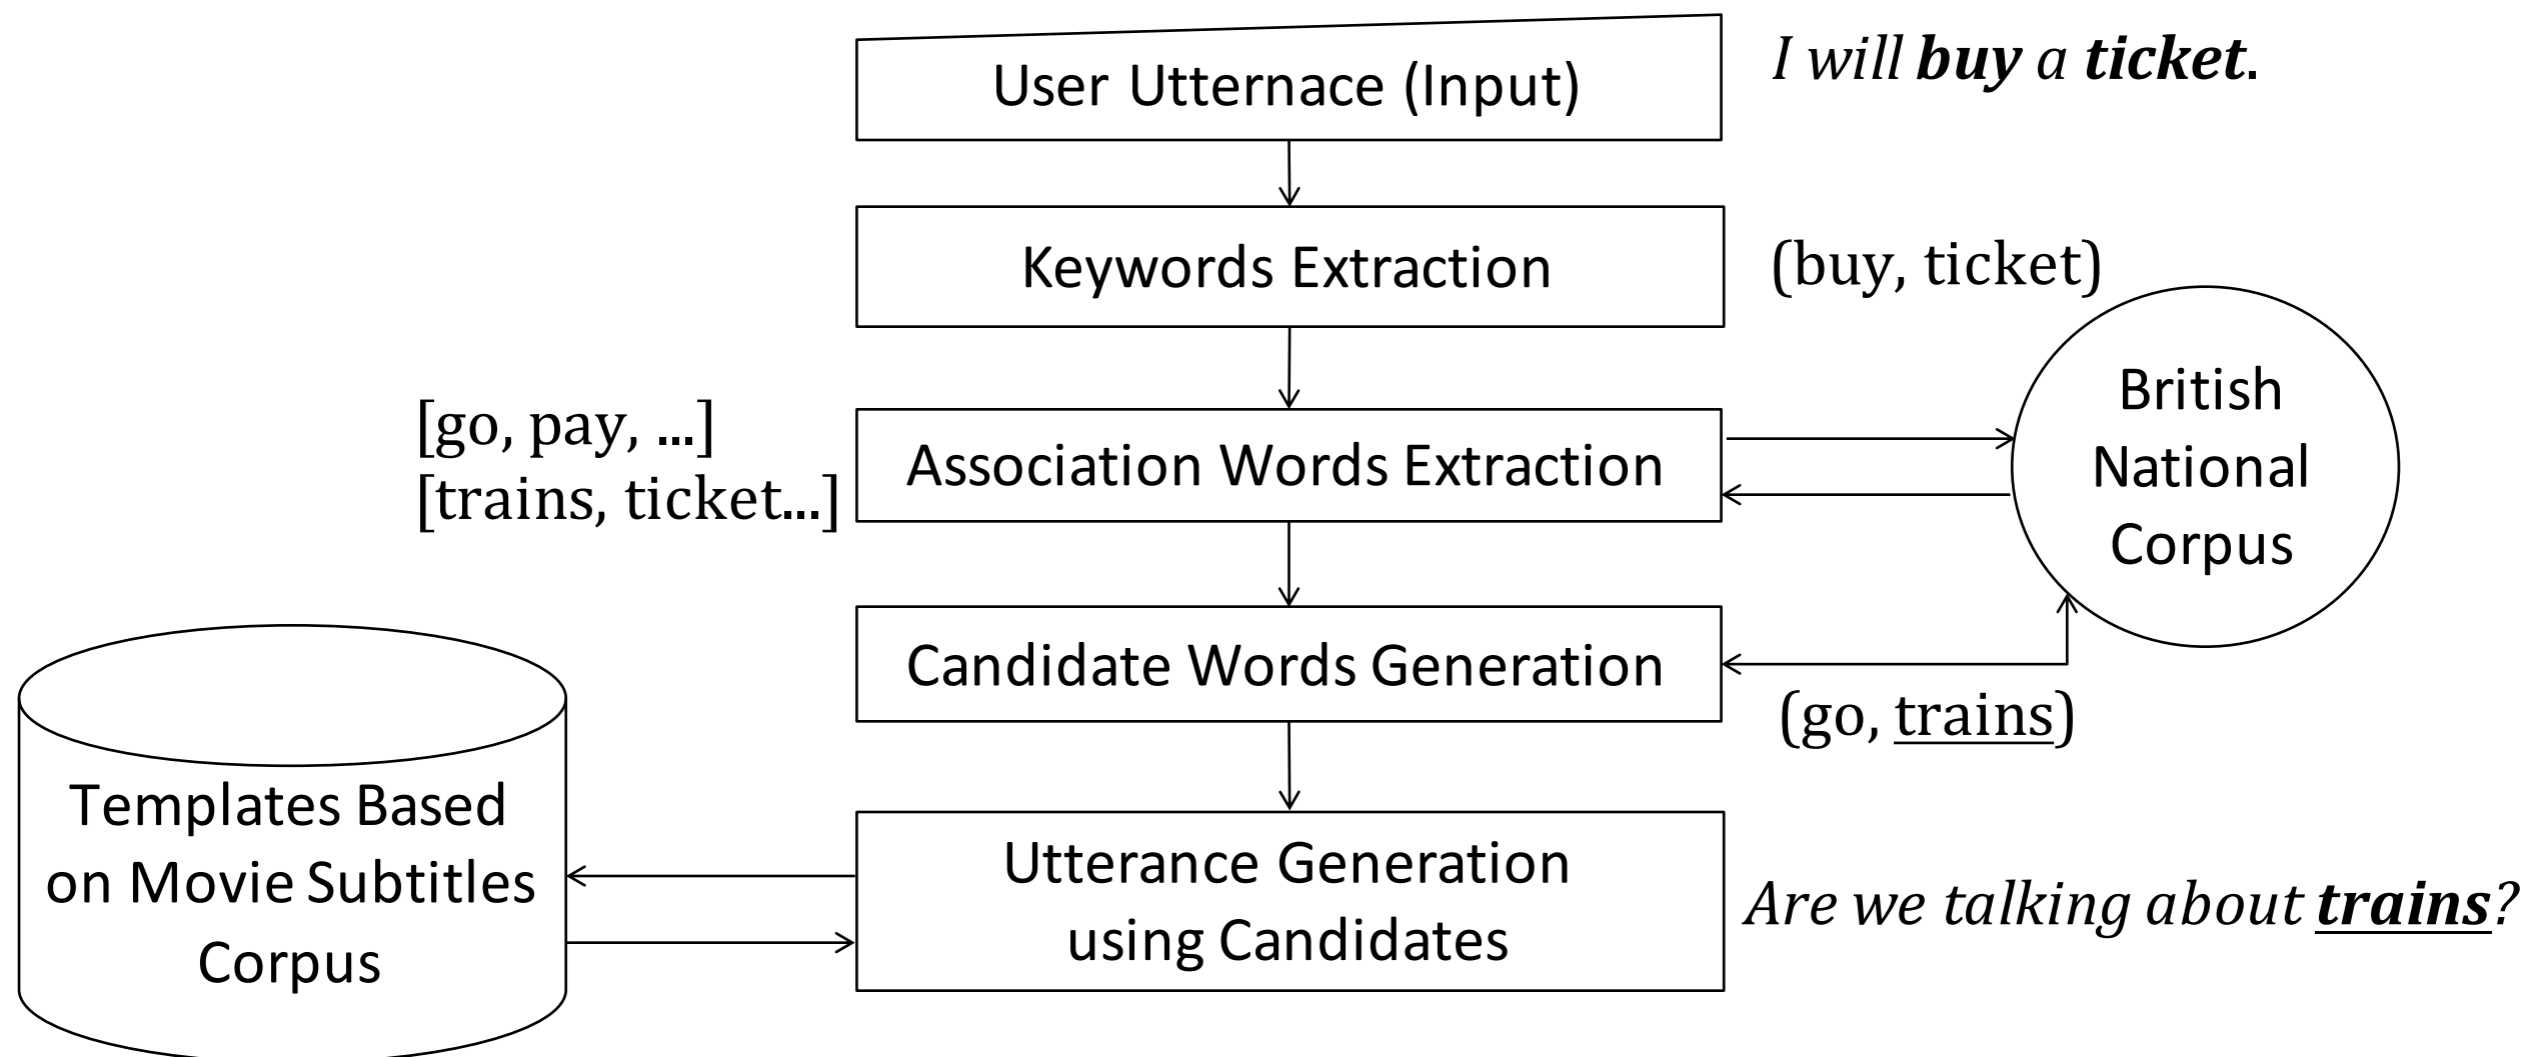 User Utternace (Input)
I will buy a ticket.
Keywords Extraction
(buy, ticket)
[go, pay, ...]
[trains, ticket...]
Association Words Extraction
British
National
Corpus
Candidate Words Generation
(go, trains)
Templates Based
on Movie Subtitles
Corpus
Utterance Generation
using Candidates
Are we talking about trains?